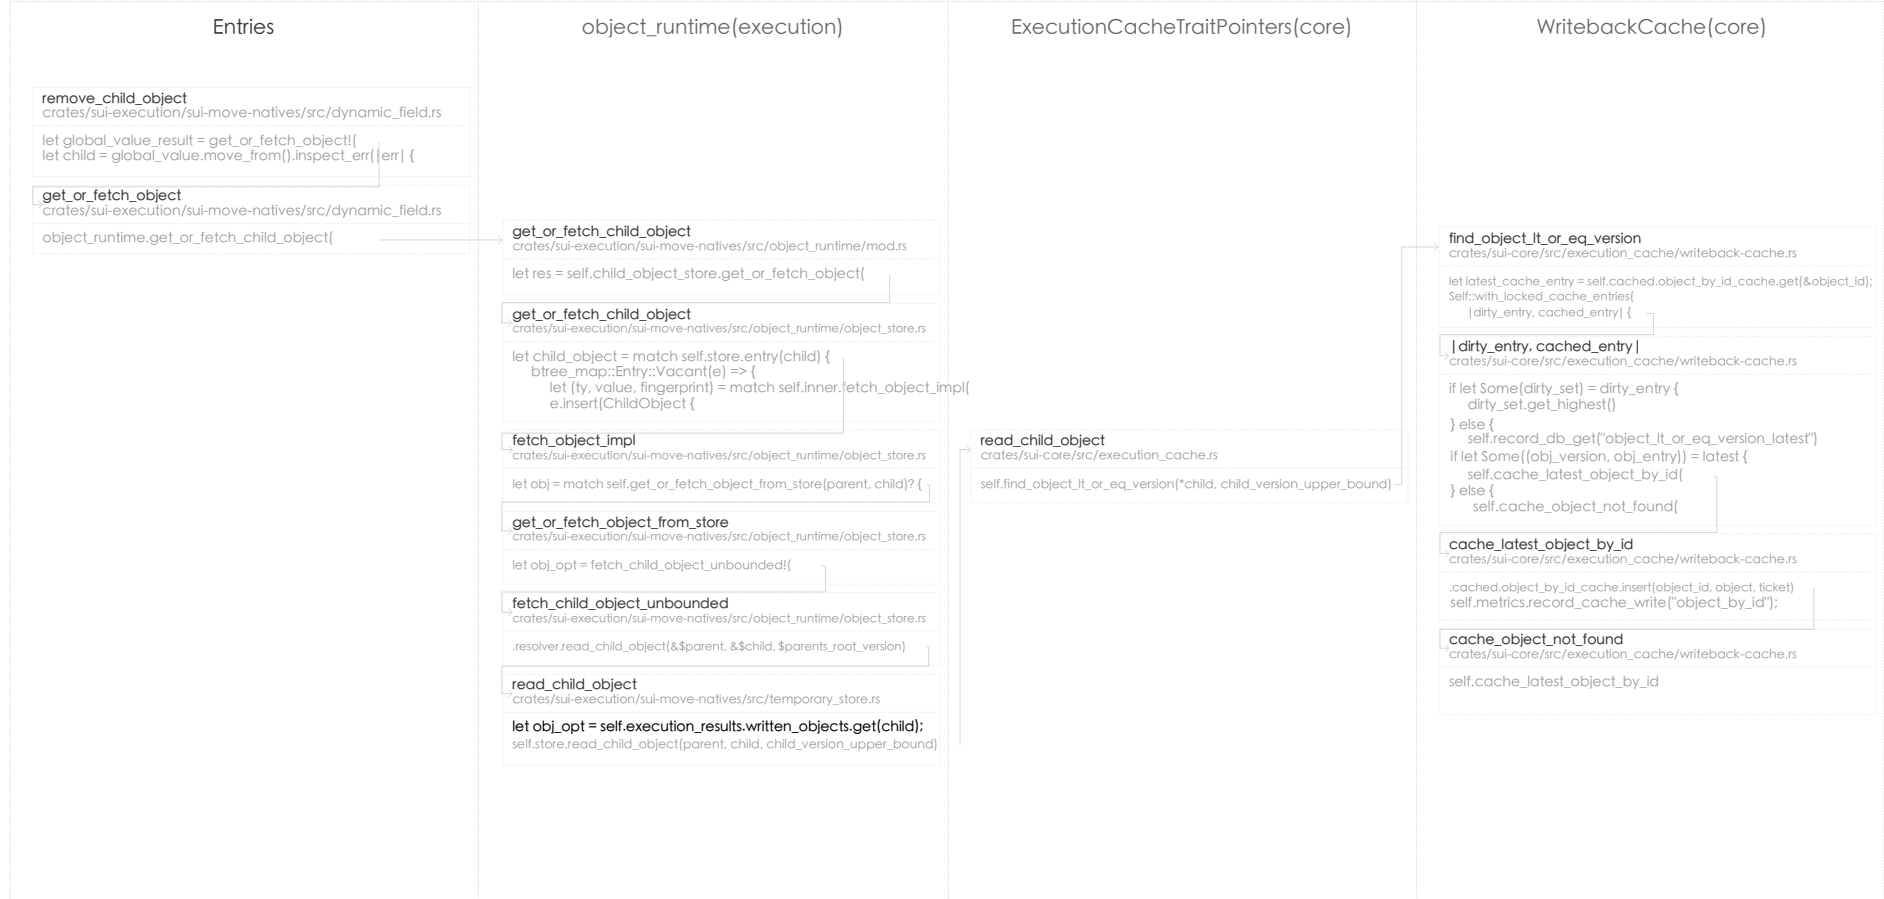 Entries
remove_child_object
crates/sui-execution/sui-move-natives/src/dynamic_field.rs
let global_value_result = get_or_fetch_object!(
let child = global_value.move_from().inspect_err(|err| {
get_or_fetch_object
crates/sui-execution/sui-move-natives/src/dynamic_field.rs
object_runtime.get_or_fetch_child_object(
object_runtime(execution)
get_or_fetch_child_object
crates/sui-execution/sui-move-natives/src/object_runtime/mod.rs
let res = self.child_object_store.get_or_fetch_object(
get_or_fetch_child_object
crates/sui-execution/sui-move-natives/src/object_runtime/object_store.rs
let child_object = match self.store.entry(child) {
btree_map::Entry::Vacant(e) => {
let (ty, value, fingerprint) = match self.inner.fetch_object_impl(
e.insert(ChildObject {
fetch_object_impl
crates/sui-execution/sui-move-natives/src/object_runtime/object_store.rs
let obj = match self.get_or_fetch_object_from_store(parent, child)? {
get_or_fetch_object_from_store
crates/sui-execution/sui-move-natives/src/object_runtime/object_store.rs
let obj_opt = fetch_child_object_unbounded!(
fetch_child_object_unbounded
crates/sui-execution/sui-move-natives/src/object_runtime/object_store.rs
.resolver.read_child_object(&$parent, &$child, $parents_root_version)
read_child_object
crates/sui-execution/sui-move-natives/src/temporary_store.rs
let obj_opt = self.execution_results.written_objects.get(child);
self.store.read_child_object(parent, child, child_version_upper_bound)
ExecutionCacheTraitPointers(core)
read_child_object
crates/sui-core/src/execution_cache.rs
self.find_object_lt_or_eq_version(*child, child_version_upper_bound)
WritebackCache(core)
find_object_lt_or_eq_version
crates/sui-core/src/execution_cache/writeback-cache.rs
let latest_cache_entry = self.cached.object_by_id_cache.get(&object_id);
Self::with_locked_cache_entries(
|dirty_entry, cached_entry| {
|dirty_entry, cached_entry|
crates/sui-core/src/execution_cache/writeback-cache.rs
if let Some(dirty_set) = dirty_entry {
dirty_set.get_highest()
} else {
self.record_db_get("object_lt_or_eq_version_latest")
if let Some((obj_version, obj_entry)) = latest {
self.cache_latest_object_by_id(
} else {
self.cache_object_not_found(
cache_latest_object_by_id
crates/sui-core/src/execution_cache/writeback-cache.rs
.cached.object_by_id_cache.insert(object_id, object, ticket)
self.metrics.record_cache_write("object_by_id");
cache_object_not_found
crates/sui-core/src/execution_cache/writeback-cache.rs
self.cache_latest_object_by_id